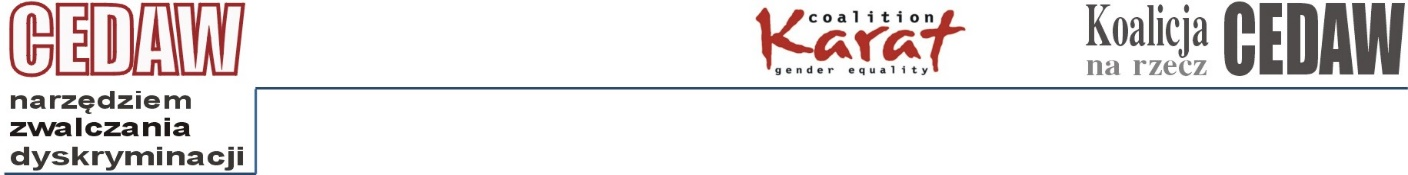 CEDAW
narzędziem
zwalczania
dyskryminacji
coalition
Karat
gender equality
Koalicja
na rzecz
CEDAW